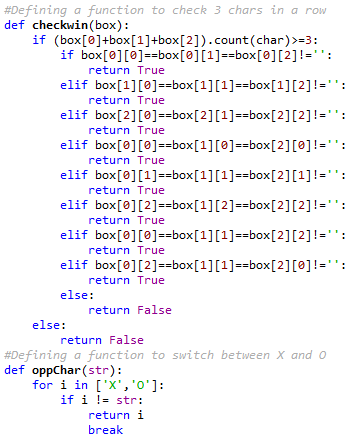 #Defining a function to check 3 chars in a row
def checkwin(box):
    if (box[0]+box[1]+box[2]).count(char)>=3:
        if box[0][0]==box[0][1]==box[0][2]!='':
            return True
        elif box[1][0]==box[1][1]==box[1][2]!='':
            return True
        elif box[2][0]==box[2][1]==box[2][2]!='':
            return True
        elif box[0][0]==box[1][0]==box[2][0]!='':
            return True
        elif box[0][1]==box[1][1]==box[2][1]!='':
            return True
        elif box[0][2]==box[1][2]==box[2][2]!='':
            return True
        elif box[0][0]==box[1][1]==box[2][2]!='':
            return True
        elif box[0][2]==box[1][1]==box[2][0]!='':
            return True
        else:
            return False
    else:
        return False
#Defining a function to switch between X and O
def oppChar(str):
    for i in ['X','O']:
        if i != str:
            return i
            break